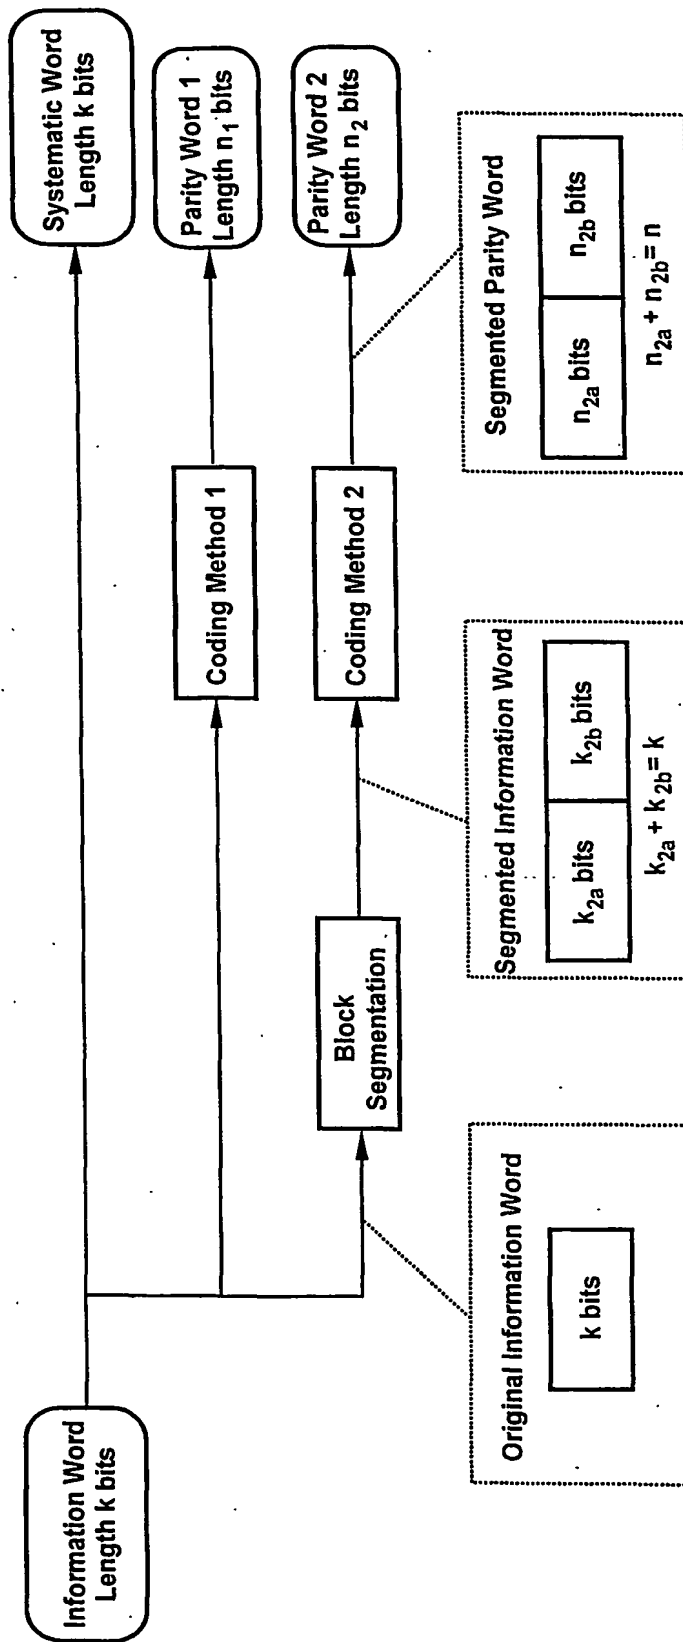 Information Word
Length k bits
Systematic Word
Length k bits
Coding Method 1
Parity Word 1
Length n₁ bits
Block
Segmentation
Coding Method 2
Parity Word 2
Length n₂ bits
Original Information Word
k bits
Segmented Information Word
k₂ₐ bits
k₂b bits
k₂ₐ + k₂b = k
Segmented Parity Word
n₂ₐ bits
n₂b bits
n₂ₐ + n₂b = n